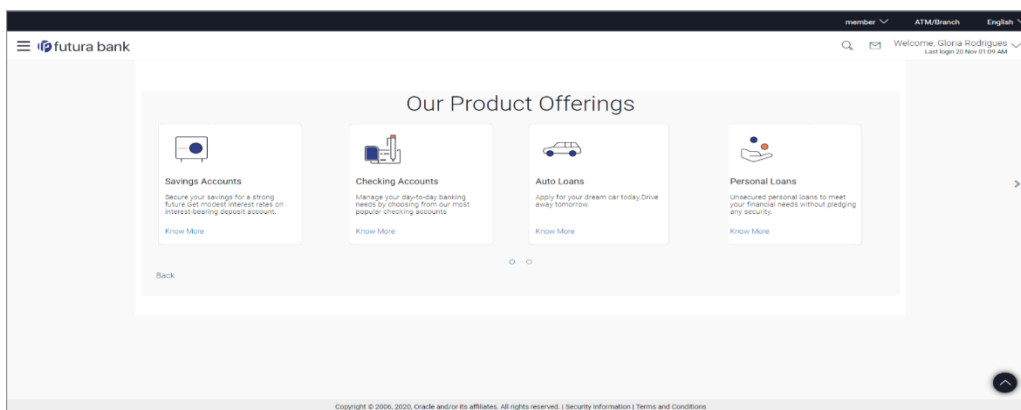 member ATM/Branch English
futura bank
Welcome, Gloria Rodrigues
Last login 20 Nov 01:09 AM
Our Product Offerings
Savings Accounts
Secure your savings for a strong
future.Get modest interest rates on
interest-bearing deposit account.
Know More
Checking Accounts
Manage your day-to-day banking
needs by choosing from our most
popular checking accounts
Know More
Auto Loans
Apply for your dream car today.Drive
away tomorrow.
Know More
Personal Loans
Unsecured personal loans to meet
your financial needs without pledging
any security.
Know More
Back
Copyright © 2006, 2020, Oracle and/or its affiliates. All rights reserved. | Security Information | Terms and Conditions